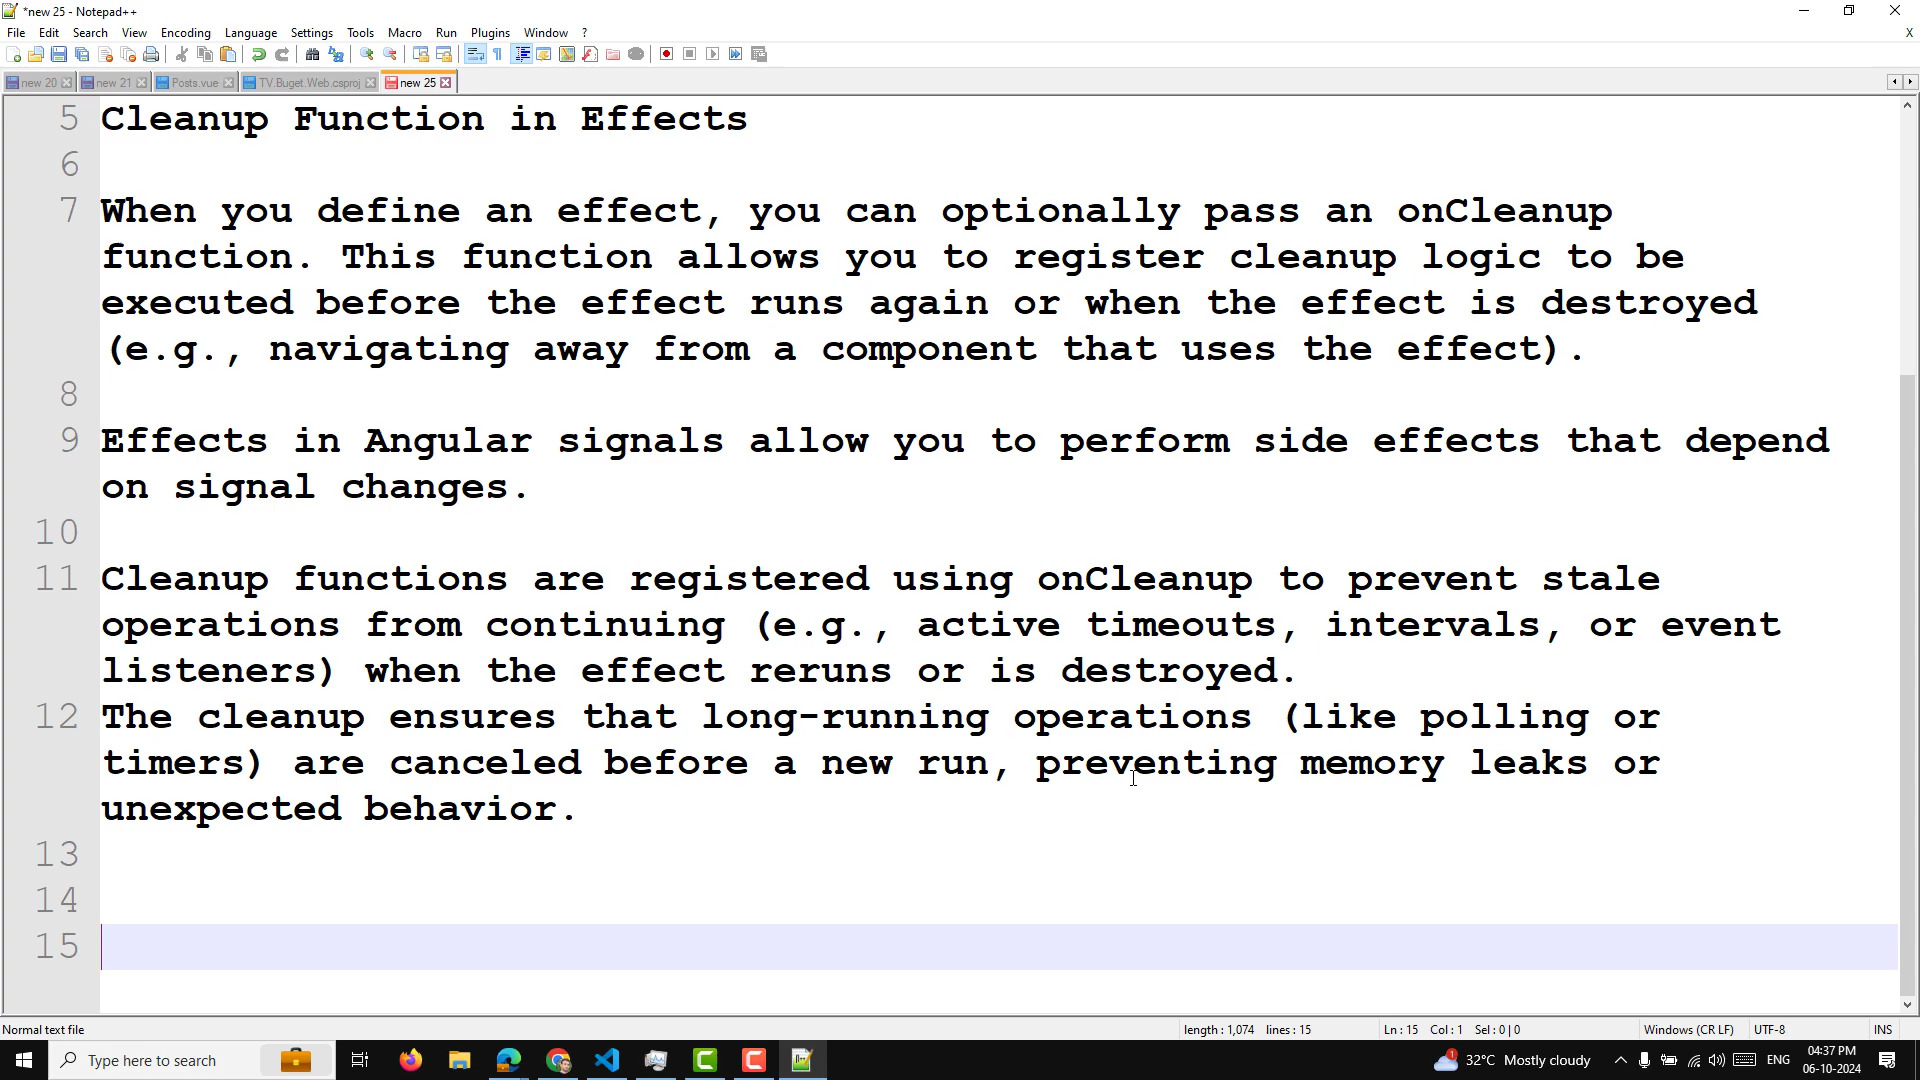 *new 25 - Notepad++
File Edit Search View Encoding Language Settings Tools Macro Run Plugins Window ? X
new 20 new 21 Posts.vue TV.Buget.Web.csproj new 25
5 Cleanup Function in Effects
6
7 When you define an effect, you can optionally pass an onCleanup
function. This function allows you to register cleanup logic to be
executed before the effect runs again or when the effect is destroyed
(e.g., navigating away from a component that uses the effect).
8
9 Effects in Angular signals allow you to perform side effects that depend
on signal changes.
10
11 Cleanup functions are registered using onCleanup to prevent stale
operations from continuing (e.g., active timeouts, intervals, or event
listeners) when the effect reruns or is destroyed.
12 The cleanup ensures that long-running operations (like polling or
timers) are canceled before a new run, preventing memory leaks or
unexpected behavior.
13
14
15
Normal text file length : 1,074 lines : 15 Ln : 15 Col : 1 Sel : 0 | 0 Windows (CR LF) UTF-8 INS
Type here to search 1 32°C Mostly cloudy ENG 04:37 PM
06-10-2024